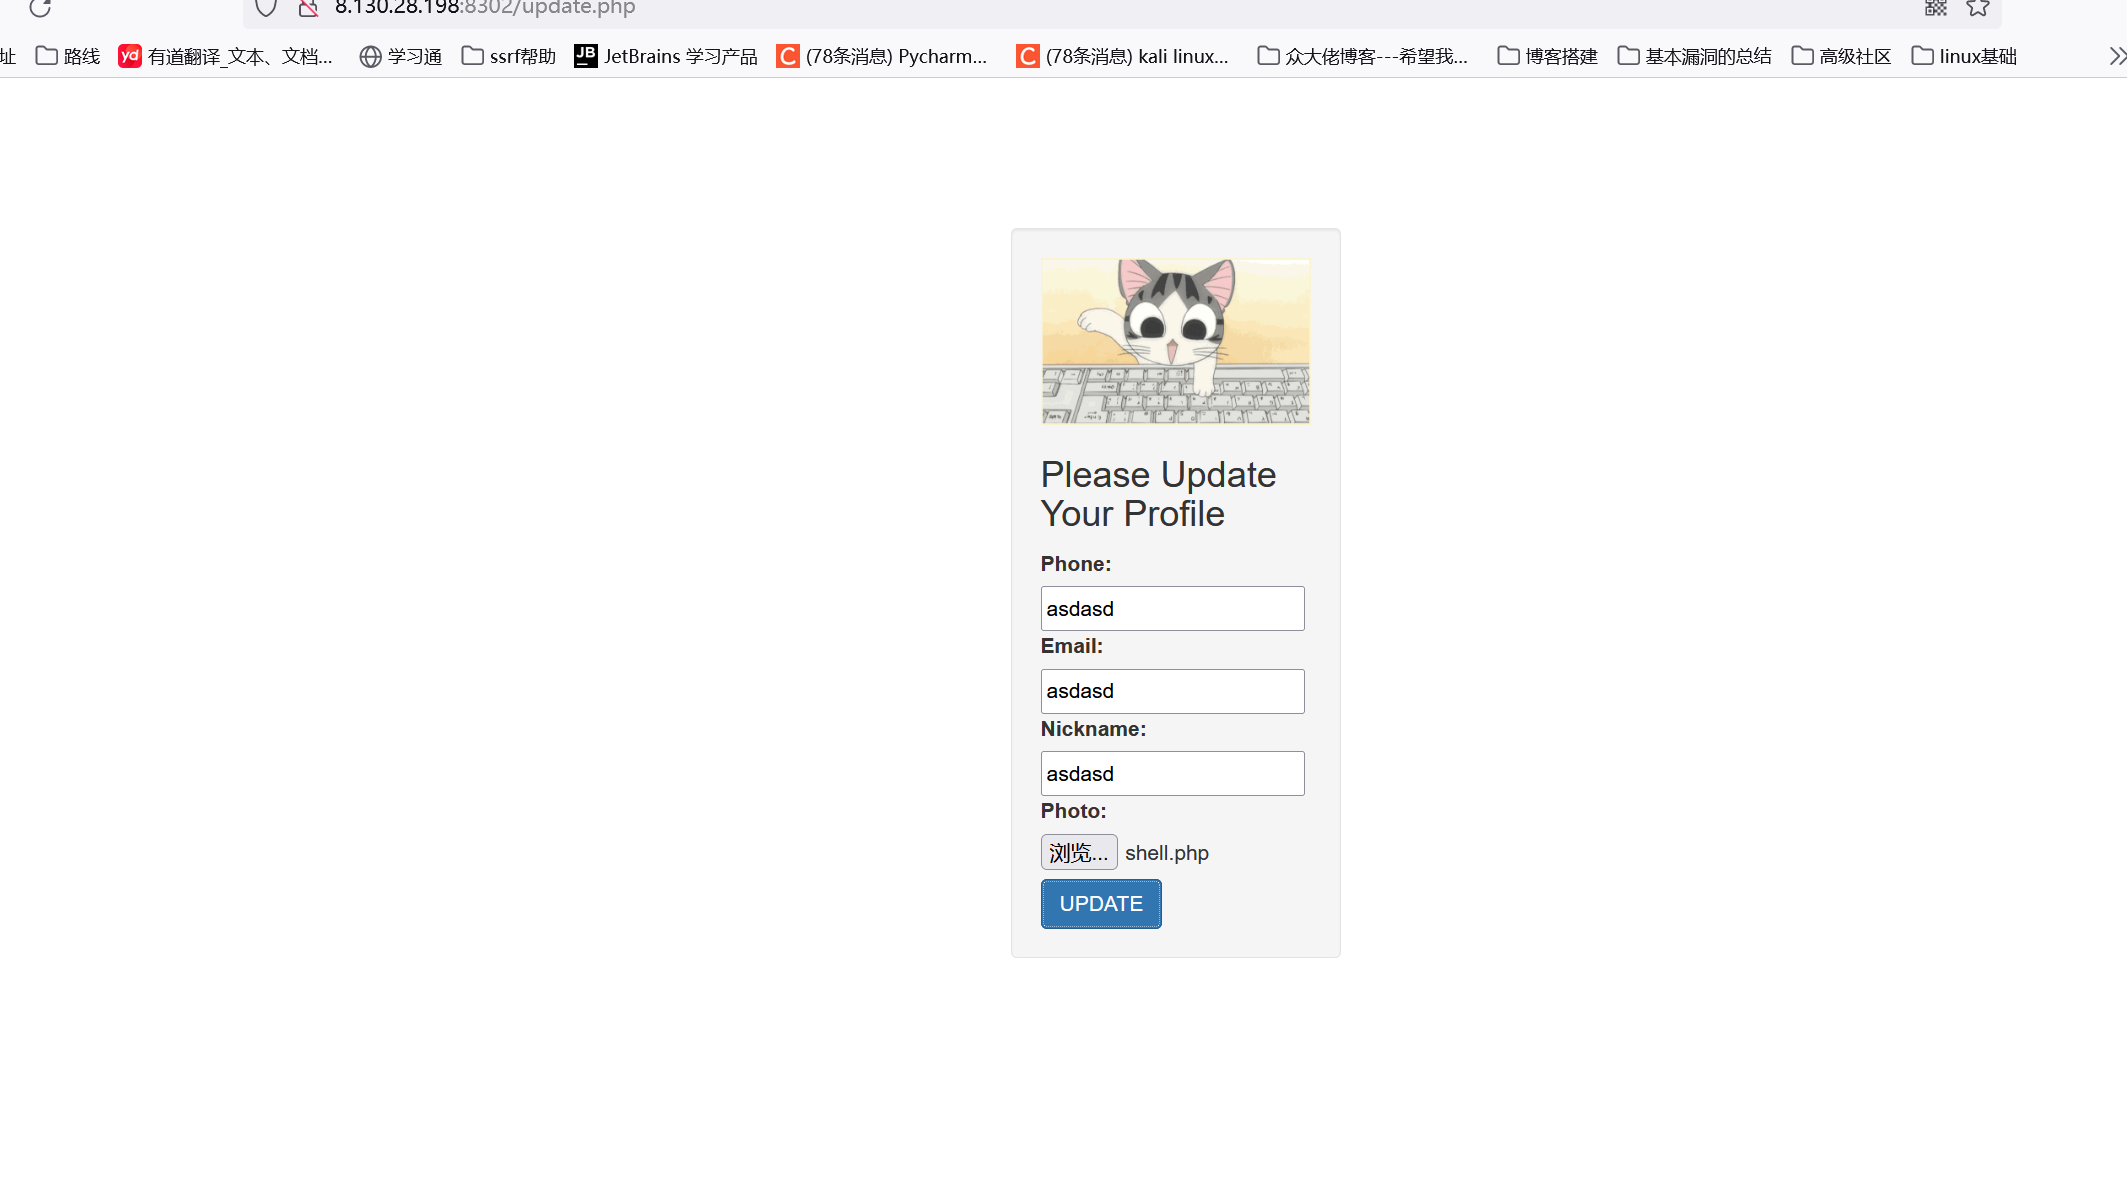 8.130.28.198:8302/update.php
址 路线 yd 有道翻译_文本、文档... 学习通 ssrf帮助 JB JetBrains 学习产品 C (78条消息) Pycharm... C (78条消息) kali linux... 众大佬博客---希望我... 博客搭建 基本漏洞的总结 高级社区 linux基础
Please Update
Your Profile
Phone:
asdasd
Email:
asdasd
Nickname:
asdasd
Photo:
浏览... shell.php
UPDATE